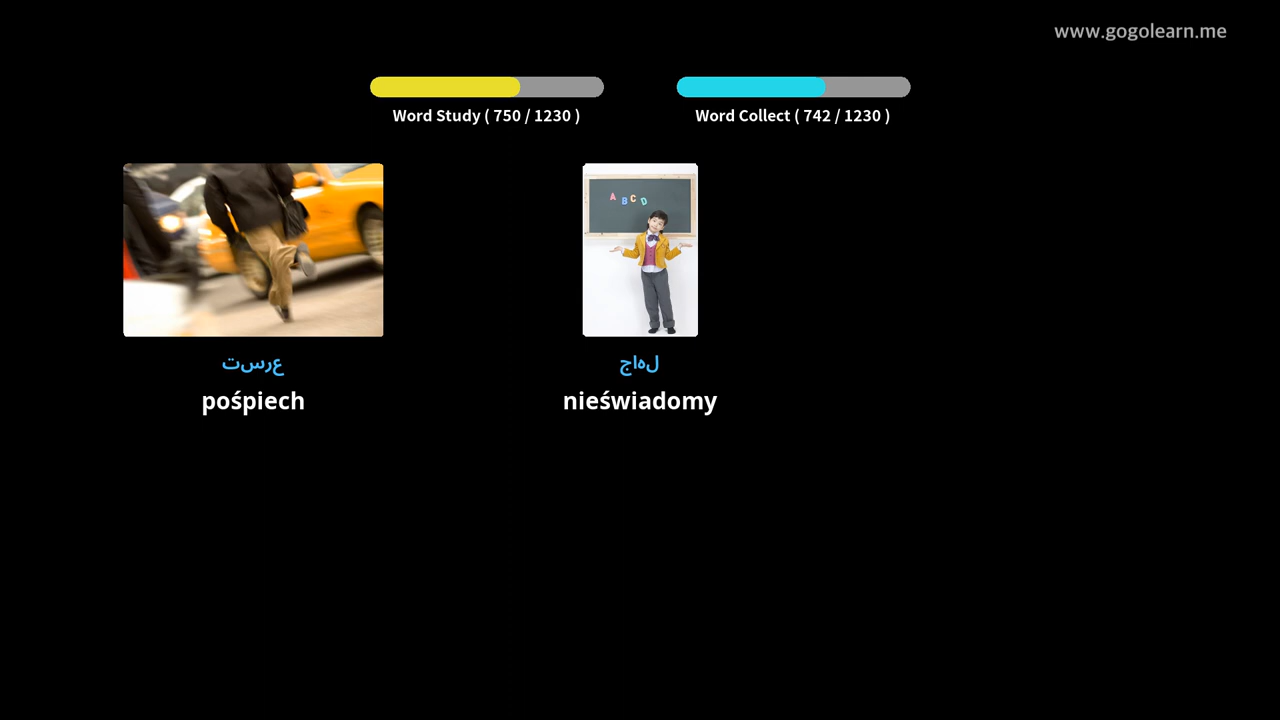 www.gogolearn.me
Word Study ( 750 / 1230 )
Word Collect ( 742 / 1230 )
A B C D
عرست
pośpiech
لهاج
nieświadomy